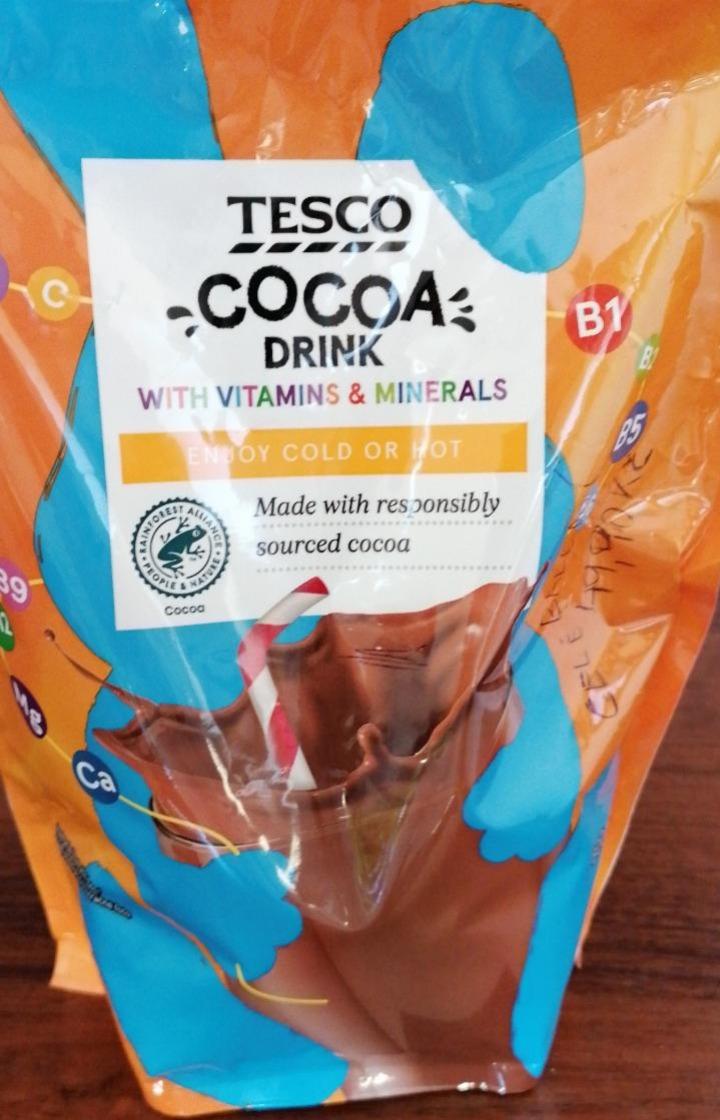 TESCO
COCOA
DRINK
WITH VITAMINS & MINERALS
ENJOY COLD OR HOT
RAINFOREST ALLIANCE
PEOPLE & NATURE
Cocoa
Made with responsibly
sourced cocoa
C
B1
B5
B9
Mg
Ca